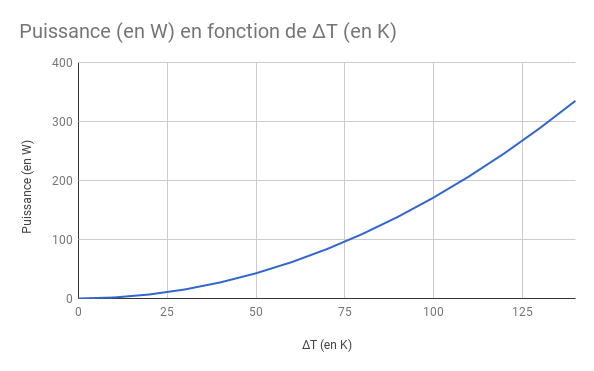 Puissance (en W) en fonction de ΔT (en K)
400
300
200
100
0
Puissance (en W)
0 25 50 75 100 125
ΔT (en K)